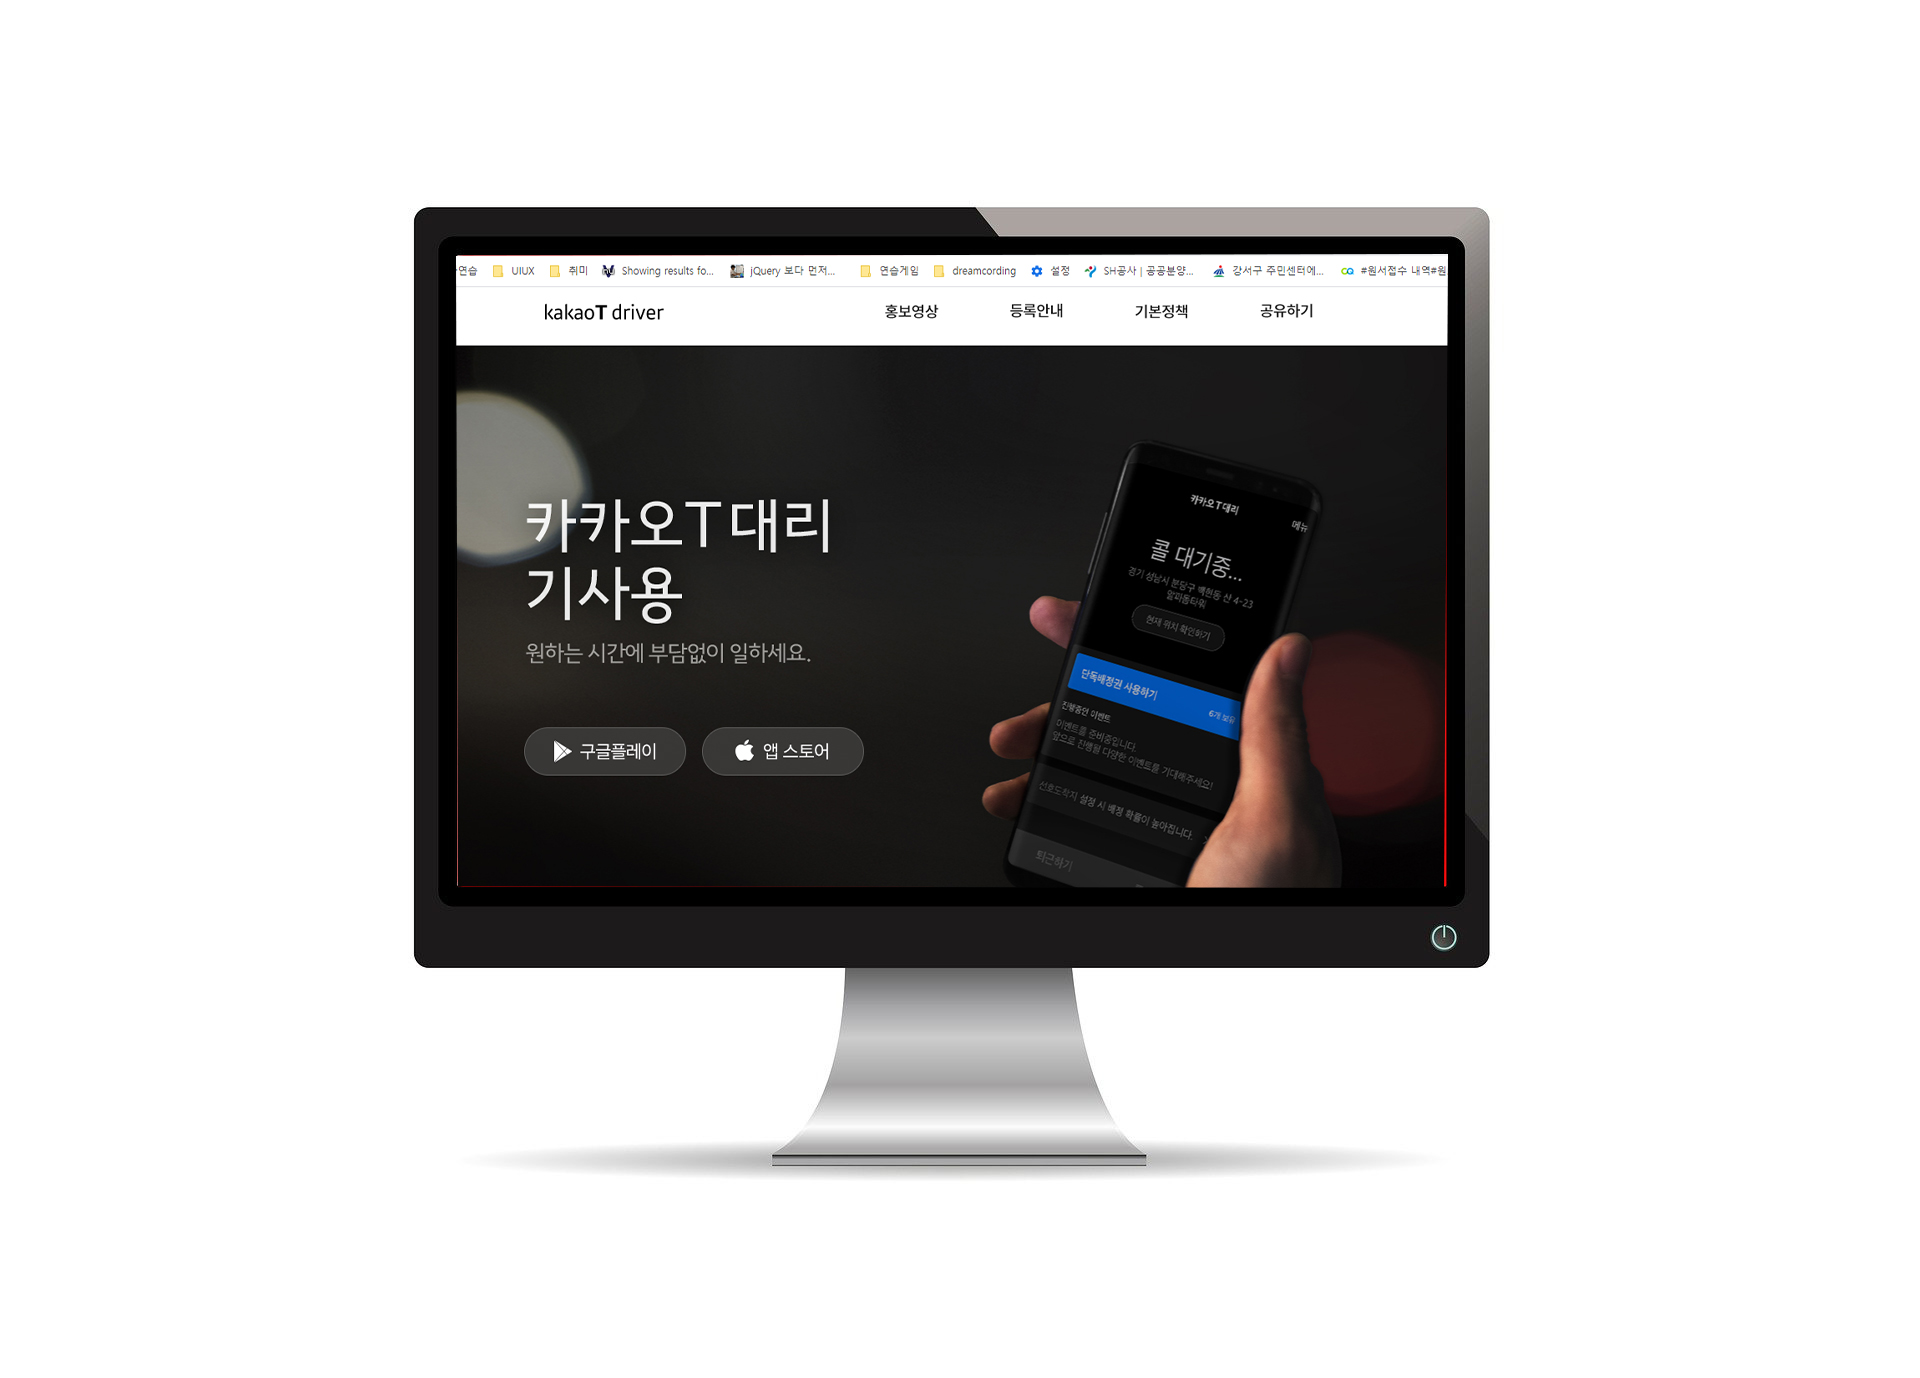 연습 UIUX 취미 Showing results fo... jQuery 보다 먼저... 연습게임 dreamcording 설정 SH공사 | 공공분양... 강서구 주민센터에... #원서접수 내역#원
kakaoT driver 홍보영상 등록안내 기본정책 공유하기
카카오 T 대리
기사용
원하는 시간에 부담없이 일하세요.
구글플레이 앱 스토어
카카오 T 대리
메뉴
콜 대기중...
경기 성남시 분당구 백현동 산 4-23
알파돔타워
현재 위치 확인하기
단독배정권 사용하기 6개 보유
진행중인 이벤트
이벤트를 준비중입니다.
앞으로 진행될 다양한 이벤트를 기대해주세요!
선호도착지 설정 시 배정 확률이 높아집니다.
퇴근하기